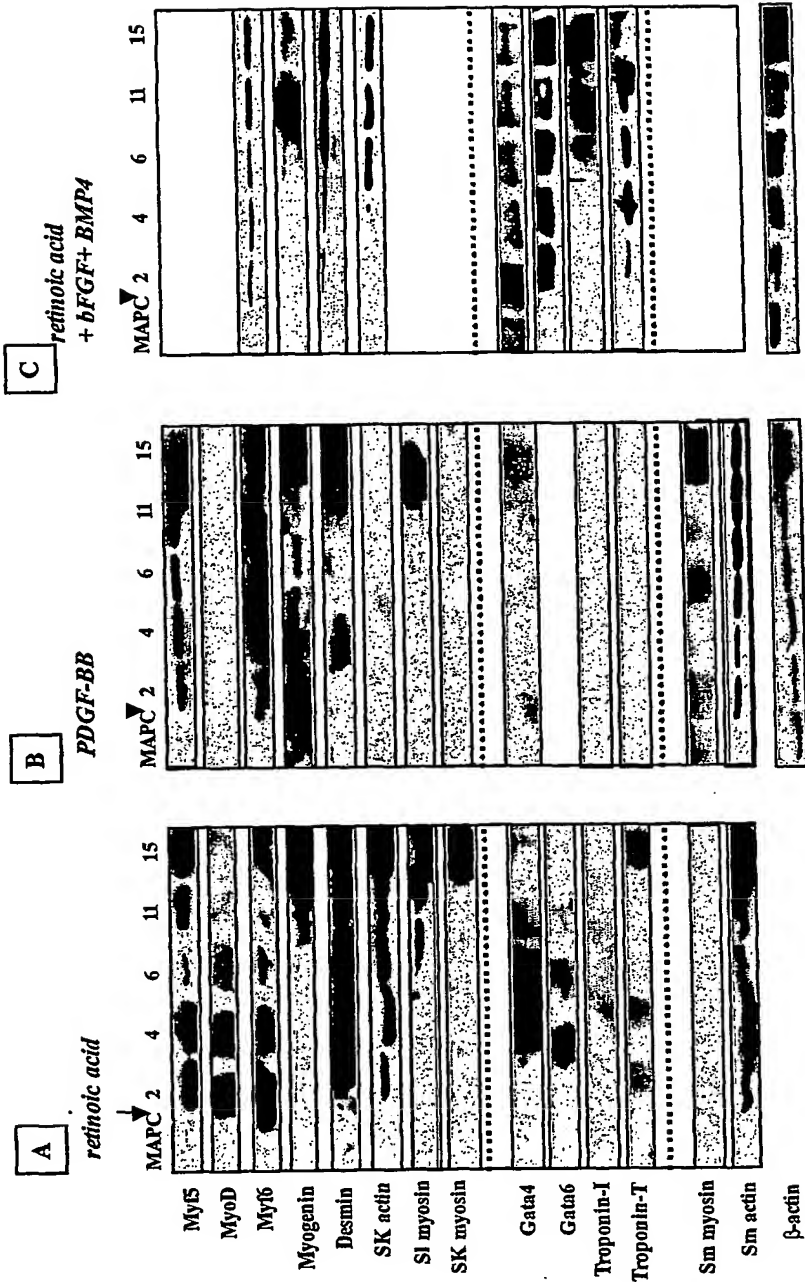 A
retinoic acid
MAPC 2 4 6 11 15
B
PDGF-BB
MAPC 2 4 6 11 15
C
retinoic acid
+ bFGF+ BMP4
MAPC 2 4 6 11 15
Myf5
MyoD
Myf6
Myogenin
Desmin
SK actin
Sl myosin
SK myosin
Gata4
Gata6
Troponin-I
Troponin-T
Sm myosin
Sm actin
β-actin